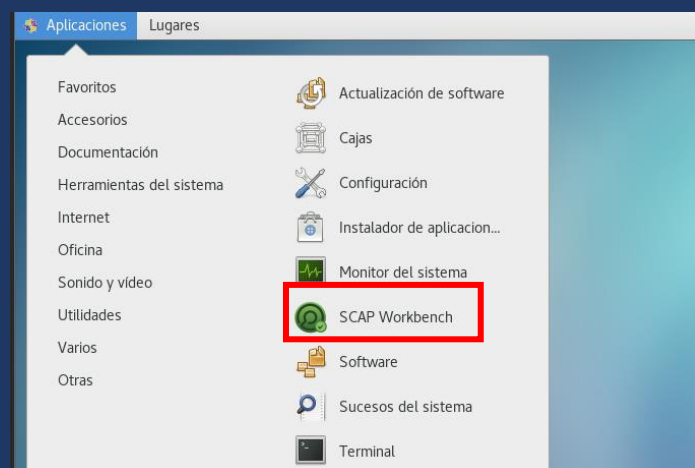 Aplicaciones Lugares
Favoritos
Accesorios
Documentación
Herramientas del sistema
Internet
Oficina
Sonido y vídeo
Utilidades
Varios
Otras
Actualización de software
Cajas
Configuración
Instalador de aplicacion...
Monitor del sistema
SCAP Workbench
Software
Sucesos del sistema
Terminal